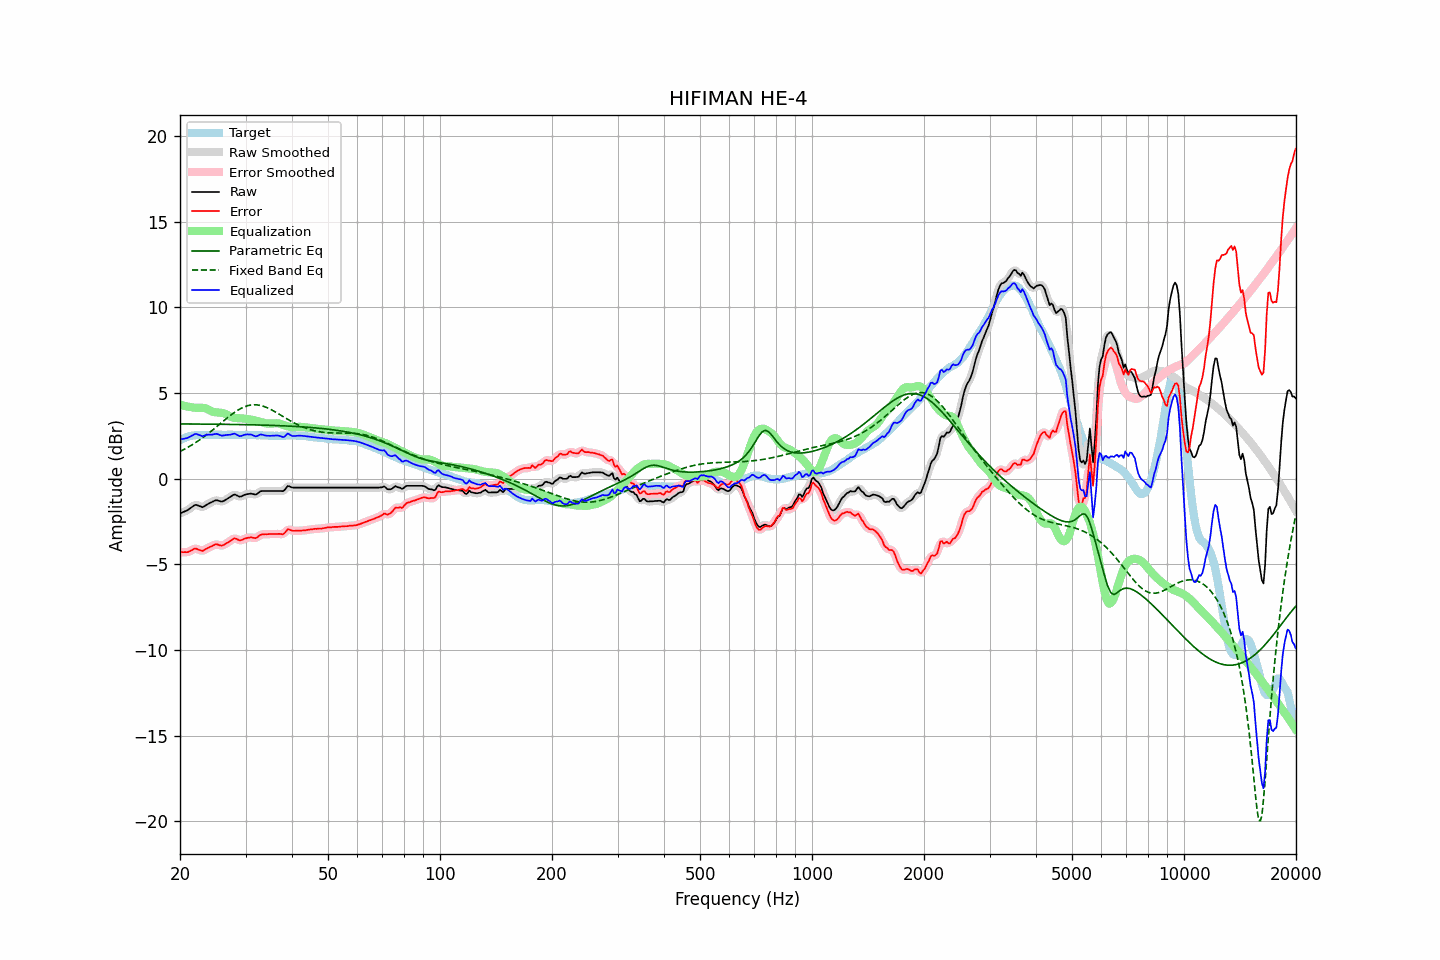 HIFIMAN HE-4
Target
Raw Smoothed
Error Smoothed
Raw
Error
Equalization
Parametric Eq
Fixed Band Eq
Equalized
20
15
10
5
0
−5
−10
−15
−20
Amplitude (dBr)
20
50
100
200
500
1000
2000
5000
10000
20000
Frequency (Hz)